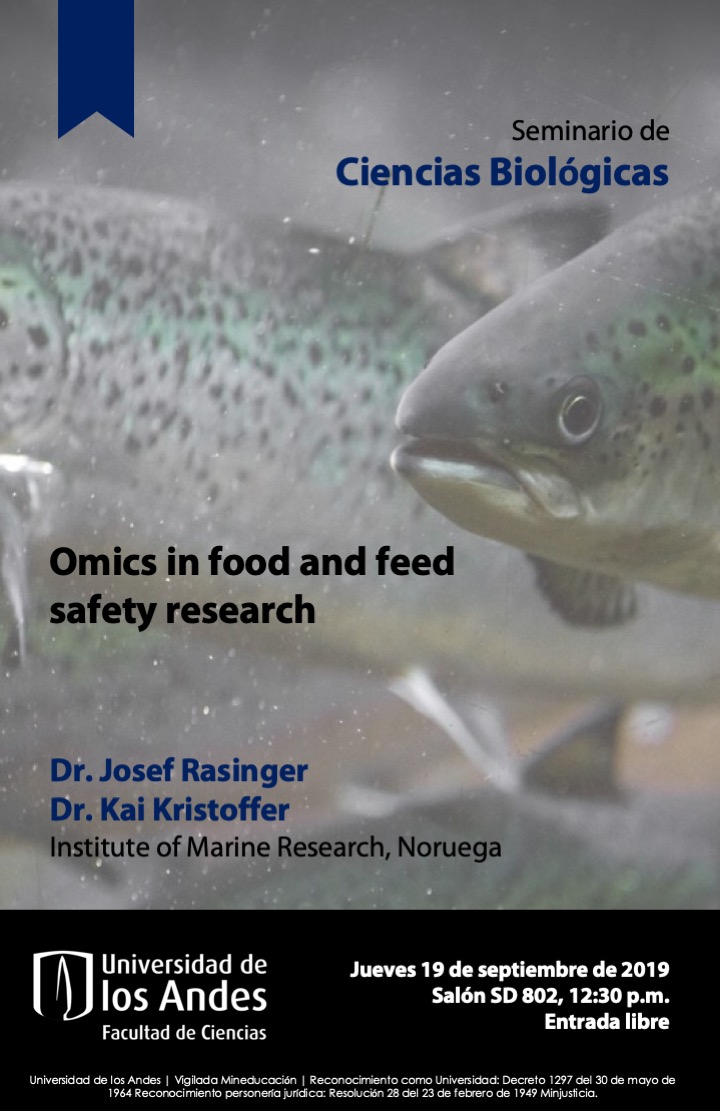 Seminario de
Ciencias Biológicas
Omics in food and feed
safety research
Dr. Josef Rasinger
Dr. Kai Kristoffer
Institute of Marine Research, Noruega
Universidad de
los Andes
Facultad de Ciencias
Jueves 19 de septiembre de 2019
Salón SD 802, 12:30 p.m.
Entrada libre
Universidad de los Andes | Vigilada Mineducación | Reconocimiento como Universidad: Decreto 1297 del 30 de mayo de
1964 Reconocimiento personería jurídica: Resolución 28 del 23 de febrero de 1949 Minjusticia.